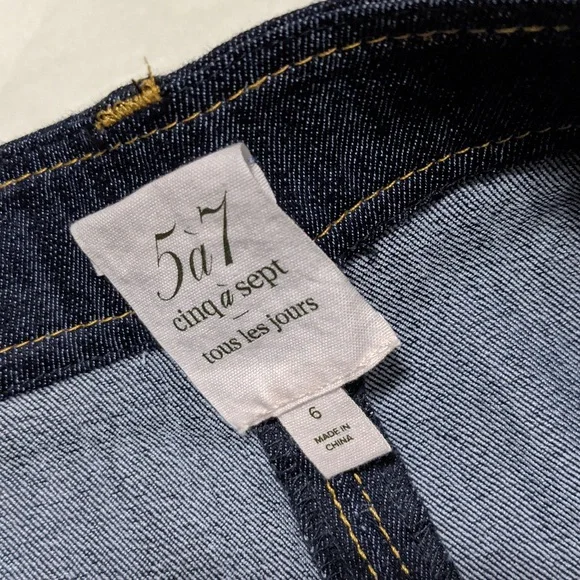 5à7
cinq à sept
tous les jours
6
MADE IN
CHINA